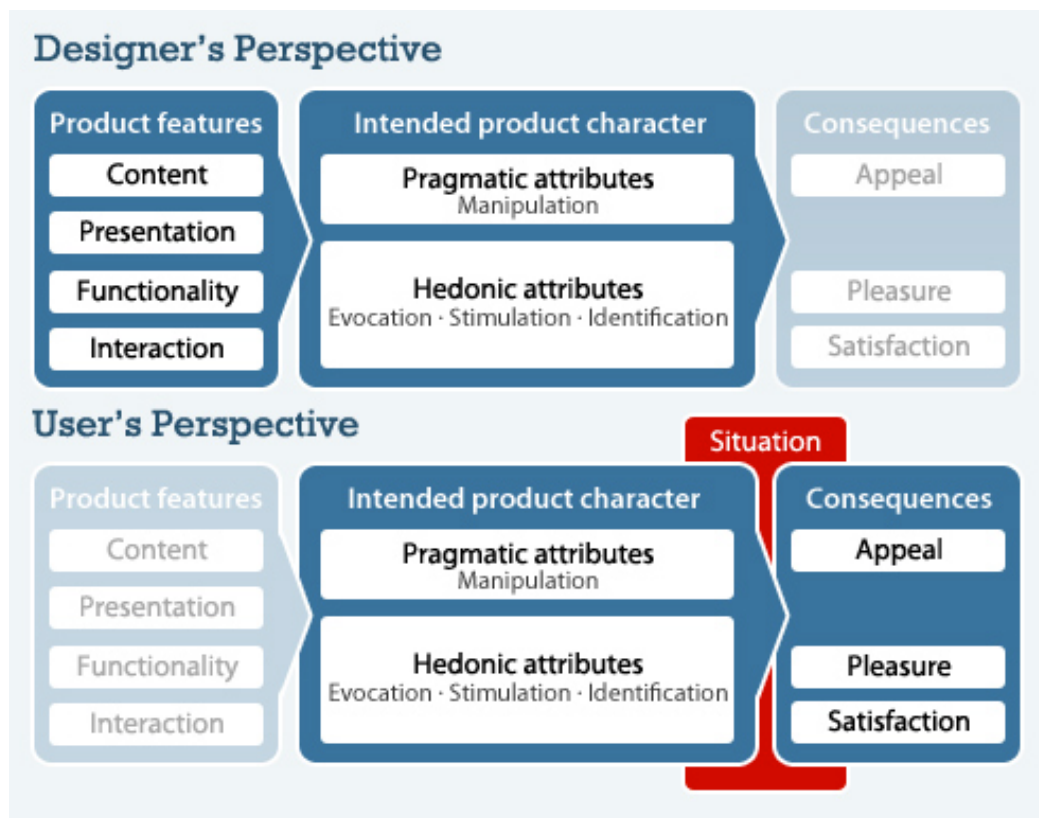 Designer's Perspective
Product features
Content
Presentation
Functionality
Interaction
Intended product character
Pragmatic attributes
Manipulation
Hedonic attributes
Evocation · Stimulation · Identification
Consequences
Appeal
Pleasure
Satisfaction
User's Perspective
Situation
Product features
Content
Presentation
Functionality
Interaction
Intended product character
Pragmatic attributes
Manipulation
Hedonic attributes
Evocation · Stimulation · Identification
Consequences
Appeal
Pleasure
Satisfaction